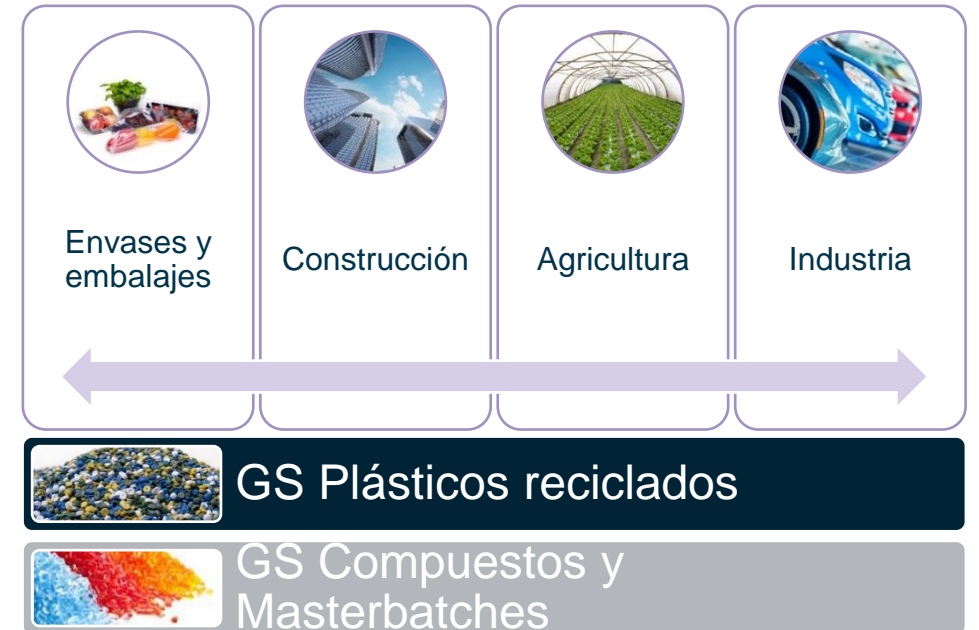 Envases y
embalajes
Construcción
Agricultura
Industria
GS Plásticos reciclados
GS Compuestos y
Masterbatches